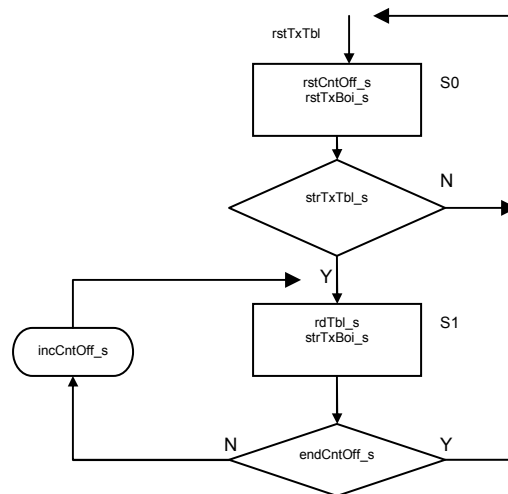 rstTxTbl
rstCntOff_s
rstTxBoi_s
S0
strTxTbl_s
N
Y
rdTbl_s
strTxBoi_s
S1
incCntOff_s
N
endCntOff_s
Y